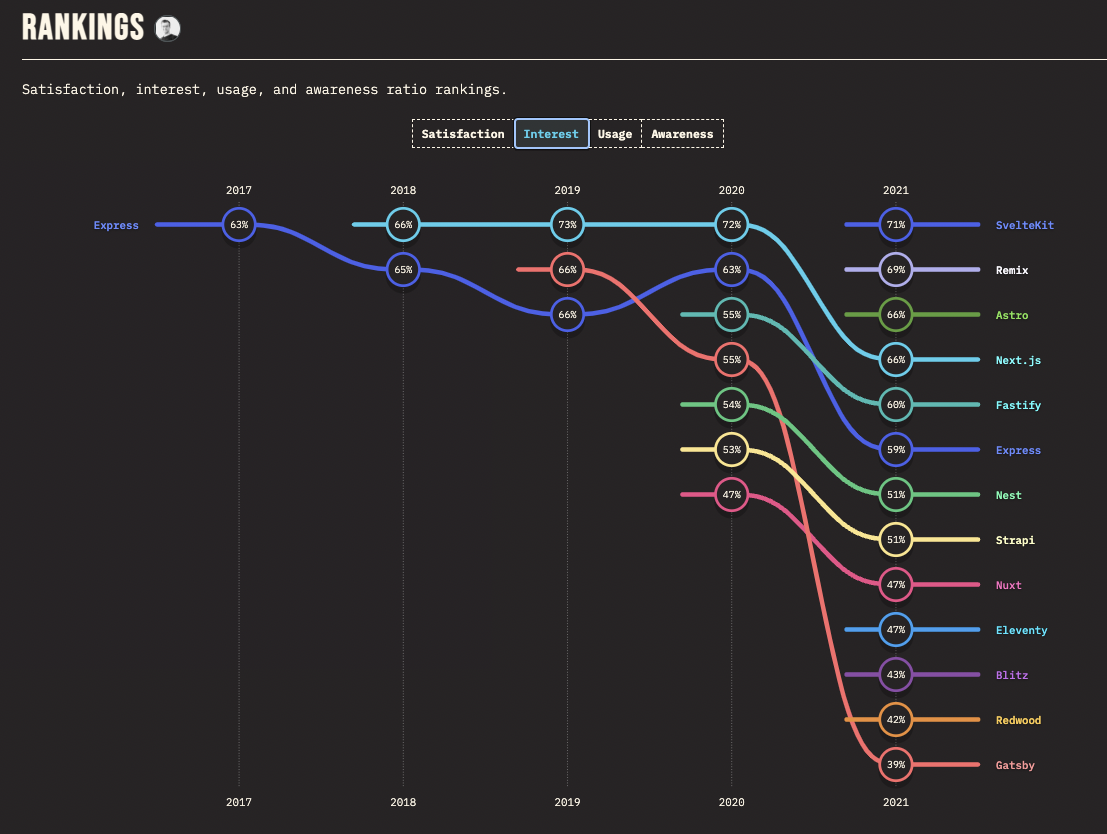 RANKINGS
Satisfaction, interest, usage, and awareness ratio rankings.
Satisfaction Interest Usage Awareness
2017 2018 2019 2020 2021
Express 63% 66% 73% 72% 71% SvelteKit
65% 66% 63% 69% Remix
66% 55% 66% Astro
55% 66% Next.js
54% 60% Fastify
53% 59% Express
47% 51% Nest
51% Strapi
47% Nuxt
47% Eleventy
43% Blitz
42% Redwood
39% Gatsby
2017 2018 2019 2020 2021